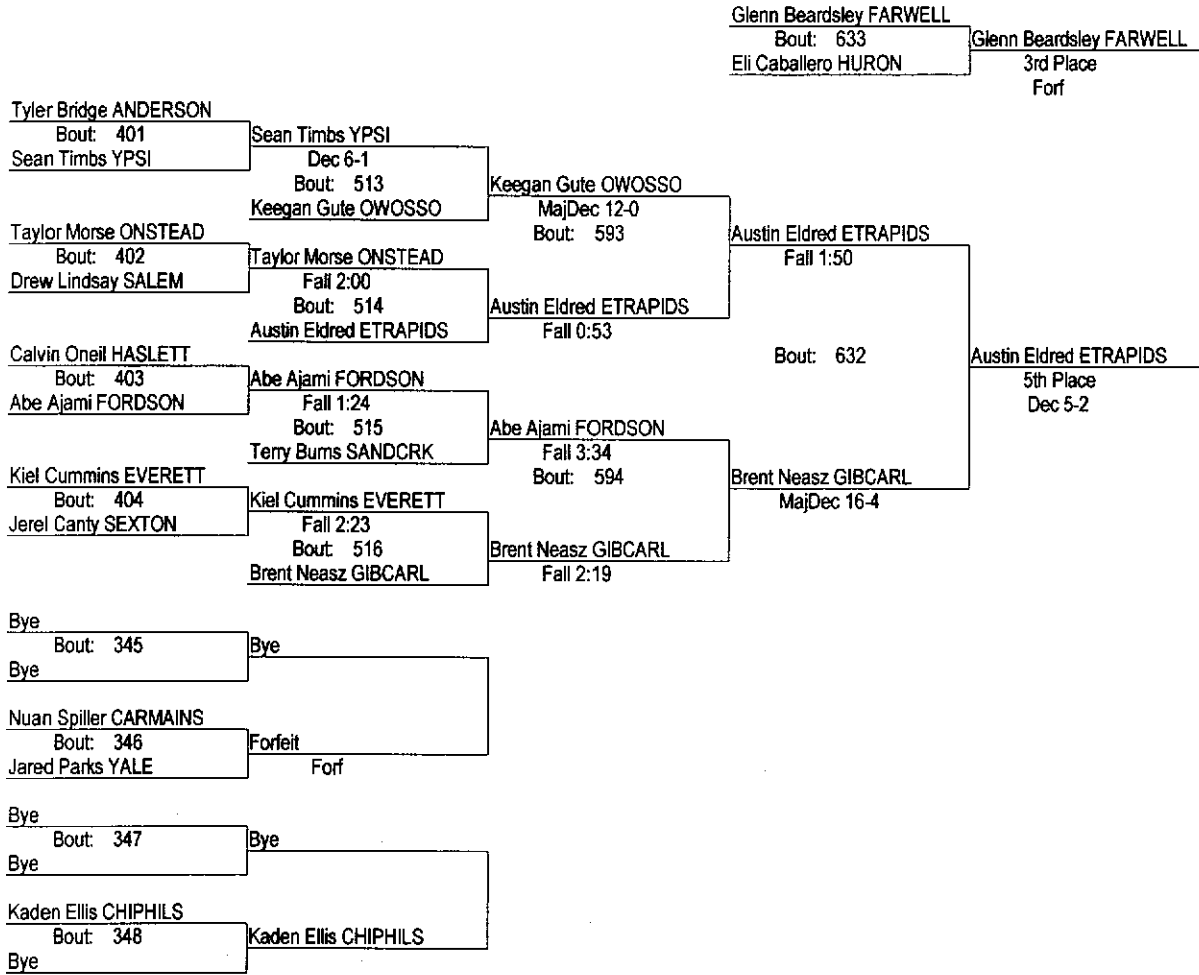 Glenn Beardsley FARWELL
Bout: 633
Eli Caballero HURON
Glenn Beardsley FARWELL
3rd Place
Forf
Tyler Bridge ANDERSON
Bout: 401
Sean Timbs YPSI
Sean Timbs YPSI
Dec 6-1
Bout: 513
Keegan Gute OWOSSO
Keegan Gute OWOSSO
MajDec 12-0
Bout: 593
Taylor Morse ONSTEAD
Bout: 402
Drew Lindsay SALEM
Taylor Morse ONSTEAD
Fall 2:00
Bout: 514
Austin Eldred ETRAPIDS
Austin Eldred ETRAPIDS
Fall 0:53
Austin Eldred ETRAPIDS
Fall 1:50
Bout: 632
Austin Eldred ETRAPIDS
5th Place
Dec 5-2
Calvin Oneil HASLETT
Bout: 403
Abe Ajami FORDSON
Abe Ajami FORDSON
Fall 1:24
Bout: 515
Terry Burns SANDCRK
Abe Ajami FORDSON
Fall 3:34
Bout: 594
Kiel Cummins EVERETT
Bout: 404
Jerel Canty SEXTON
Kiel Cummins EVERETT
Fall 2:23
Bout: 516
Brent Neasz GIBCARL
Brent Neasz GIBCARL
Fall 2:19
Brent Neasz GIBCARL
MajDec 16-4
Bye
Bout: 345
Bye
Bye
Nuan Spiller CARMAINS
Bout: 346
Jared Parks YALE
Forfeit
Forf
Bye
Bout: 347
Bye
Bye
Kaden Ellis CHIPHILS
Bout: 348
Bye
Kaden Ellis CHIPHILS